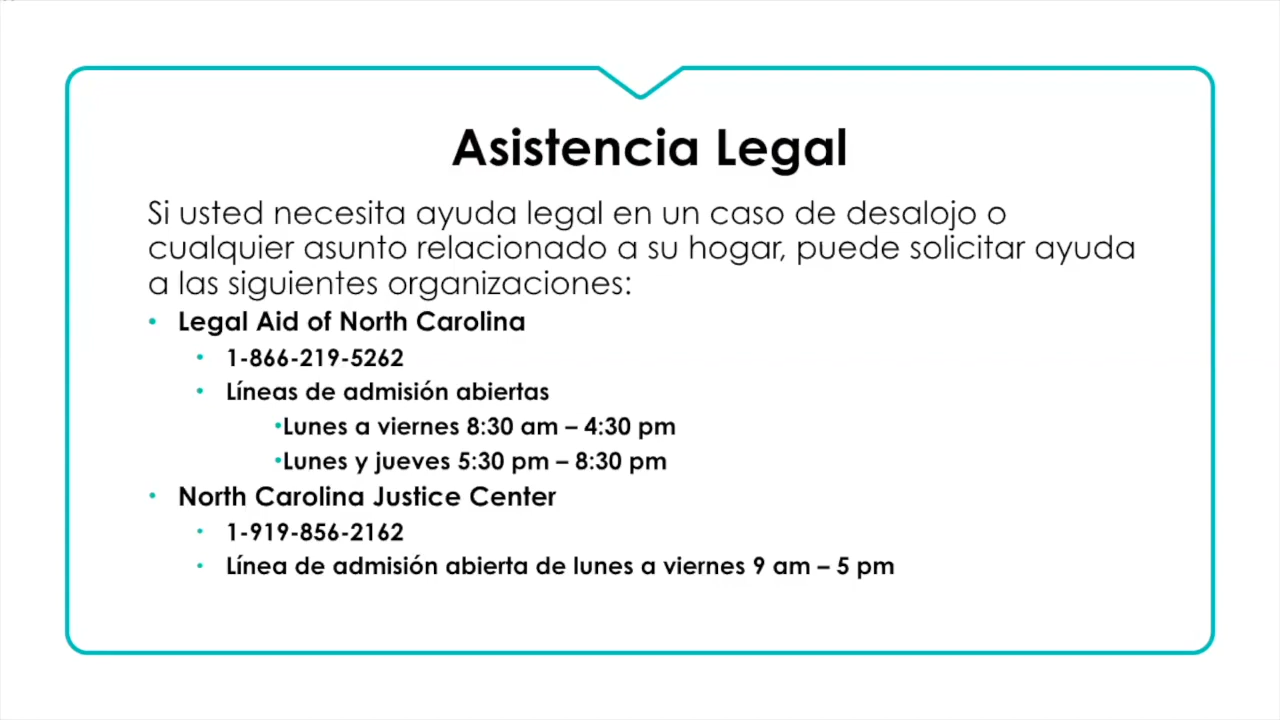 Asistencia Legal
Si usted necesita ayuda legal en un caso de desalojo o
cualquier asunto relacionado a su hogar, puede solicitar ayuda
a las siguientes organizaciones:
• Legal Aid of North Carolina
• 1-866-219-5262
• Líneas de admisión abiertas
•Lunes a viernes 8:30 am – 4:30 pm
•Lunes y jueves 5:30 pm – 8:30 pm
• North Carolina Justice Center
• 1-919-856-2162
• Línea de admisión abierta de lunes a viernes 9 am – 5 pm